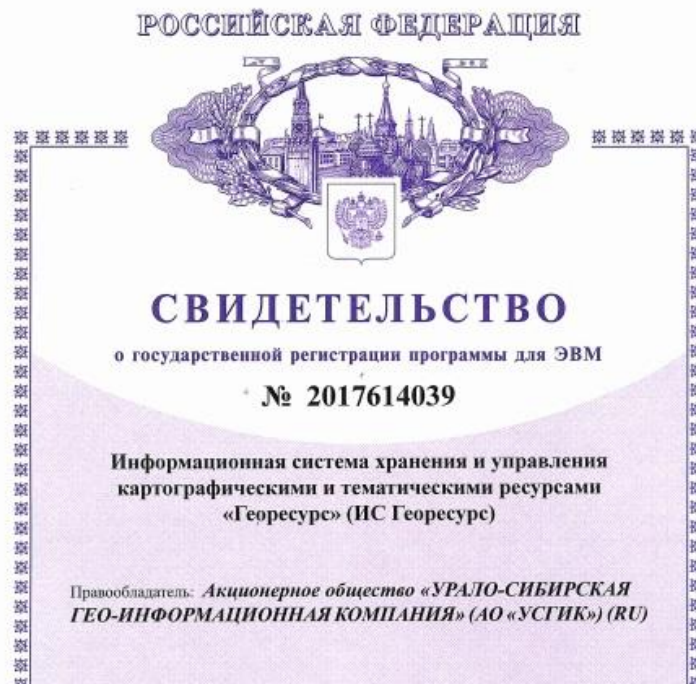 РОССИЙСКАЯ ФЕДЕРАЦИЯ
СВИДЕТЕЛЬСТВО
о государственной регистрации программы для ЭВМ
№ 2017614039
Информационная система хранения и управления
картографическими и тематическими ресурсами
«Георесурс» (ИС Георесурс)
Правообладатель: Акционерное общество «УРАЛО-СИБИРСКАЯ
ГЕО-ИНФОРМАЦИОННАЯ КОМПАНИЯ» (АО «УСГИК») (RU)